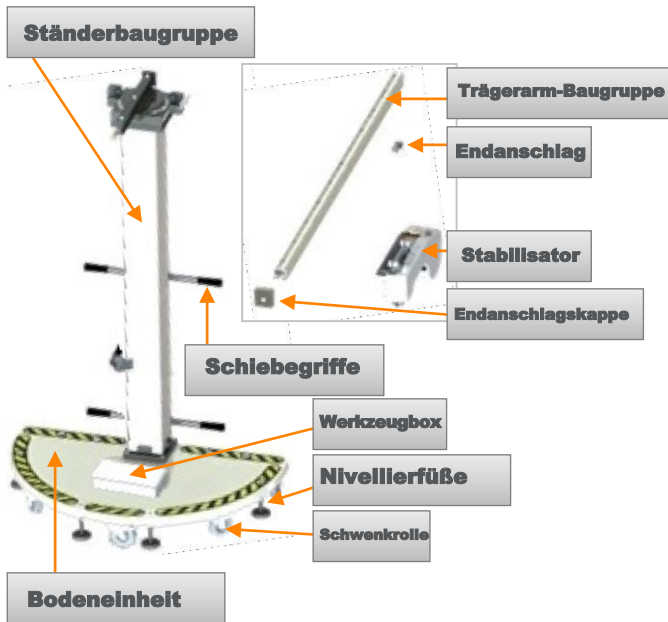 Ständerbaugruppe
Trägerarm-Baugruppe
Endanschlag
Stabilisator
Endanschlagskappe
Schiebegriffe
Werkzeugbox
Nivellierfüße
Schwenkrolle
Bodeneinheit